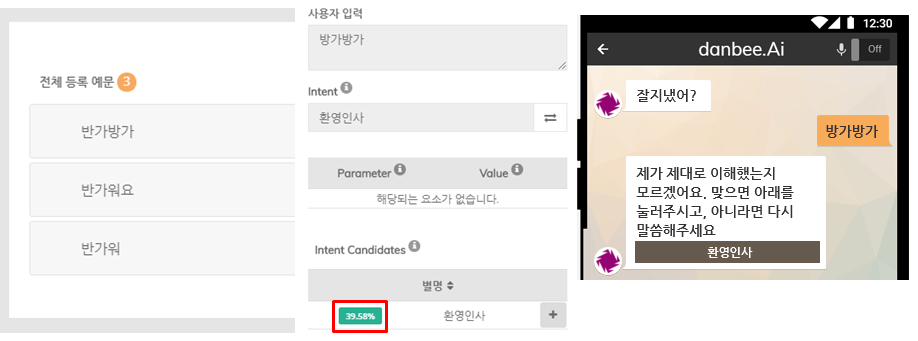 전체 등록 예문 3
반가방가
반가워요
반가워
사용자 입력
방가방가
Intent
환영인사
Parameter Value
해당되는 요소가 없습니다.
Intent Candidates
별명
39.58% 환영인사 +
12:30
danbee.Ai Off
잘지냈어?
방가방가
제가 제대로 이해했는지
모르겠어요. 맞으면 아래를
눌러주시고, 아니라면 다시
말씀해주세요
환영인사